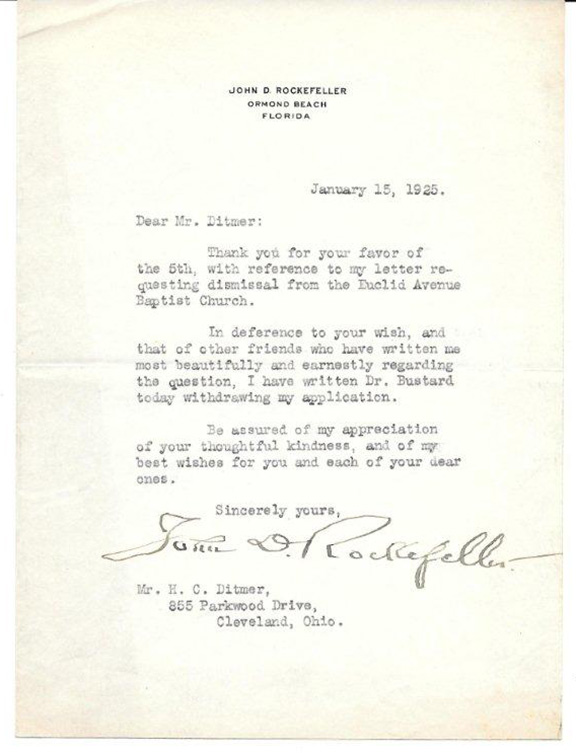 JOHN D. ROCKEFELLER
ORMOND BEACH
FLORIDA
January 15, 1925.
Dear Mr. Ditmer:
Thank you for your favor of
the 5th, with reference to my letter re-
questing dismissal from the Euclid Avenue
Baptist Church.
In deference to your wish, and
that of other friends who have written me
most beautifully and earnestly regarding
the question, I have written Dr. Bustard
today withdrawing my application.
Be assured of my appreciation
of your thoughtful kindness, and of my
best wishes for you and each of your dear
ones.
Sincerely yours,
John D. Rockefeller.
Mr. H. C. Ditmer,
855 Parkwood Drive,
Cleveland, Ohio.